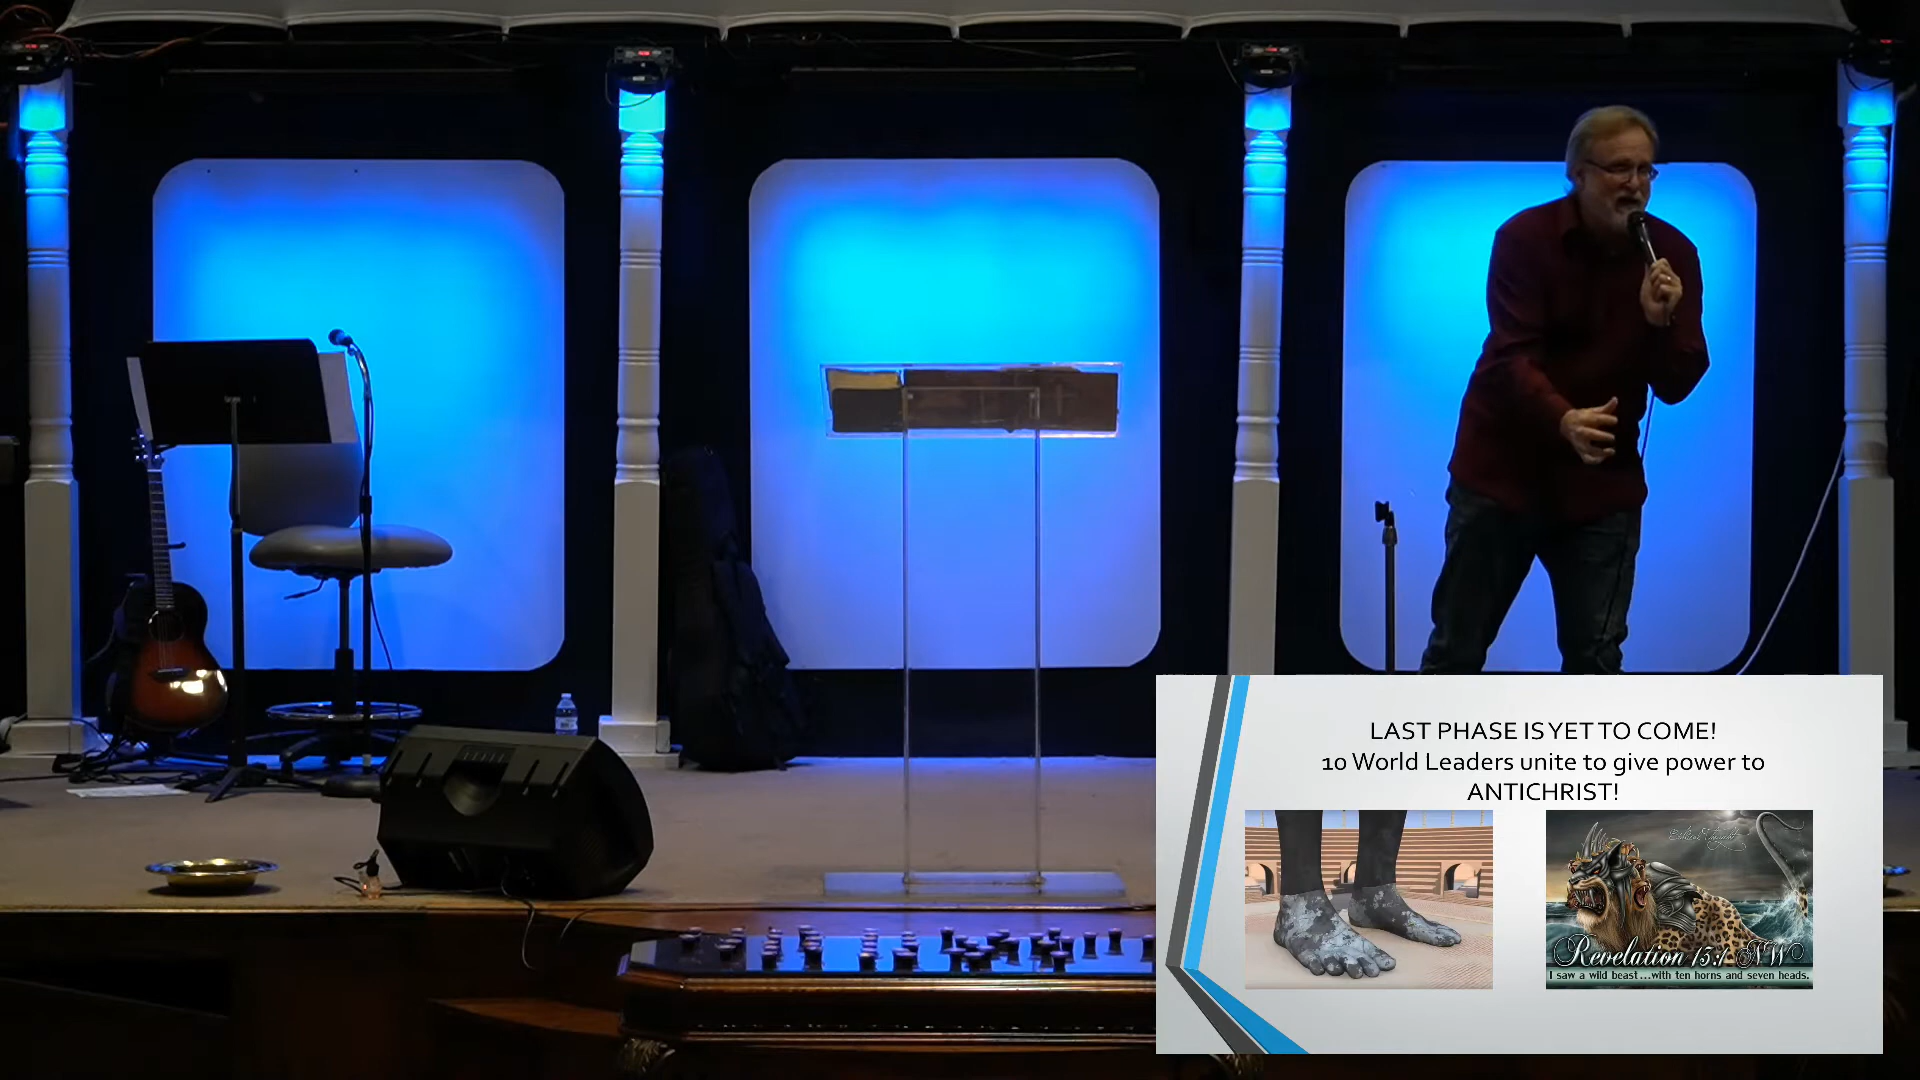 LAST PHASE IS YET TO COME!
10 World Leaders unite to give power to
ANTICHRIST!
Revelation 13:1 NW
I saw a wild beast...with ten horns and seven heads.